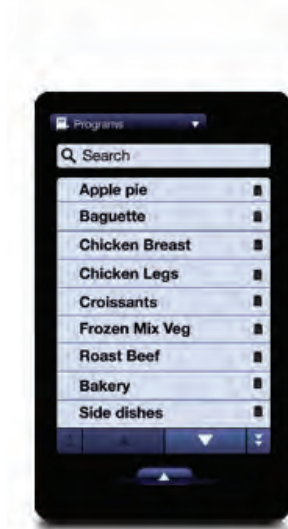 Programs
Search
Apple pie
Baguette
Chicken Breast
Chicken Legs
Croissants
Frozen Mix Veg
Roast Beef
Bakery
Side dishes